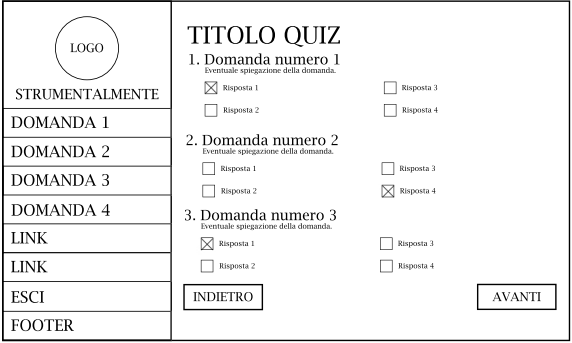 LOGO
STRUMENTALMENTE
DOMANDA 1
DOMANDA 2
DOMANDA 3
DOMANDA 4
LINK
LINK
ESCI
FOOTER
TITOLO QUIZ
1. Domanda numero 1
Eventuale spiegazione della domanda.
Risposta 1 Risposta 3
Risposta 2 Risposta 4
2. Domanda numero 2
Eventuale spiegazione della domanda.
Risposta 1 Risposta 3
Risposta 2 Risposta 4
3. Domanda numero 3
Eventuale spiegazione della domanda.
Risposta 1 Risposta 3
Risposta 2 Risposta 4
INDIETRO AVANTI